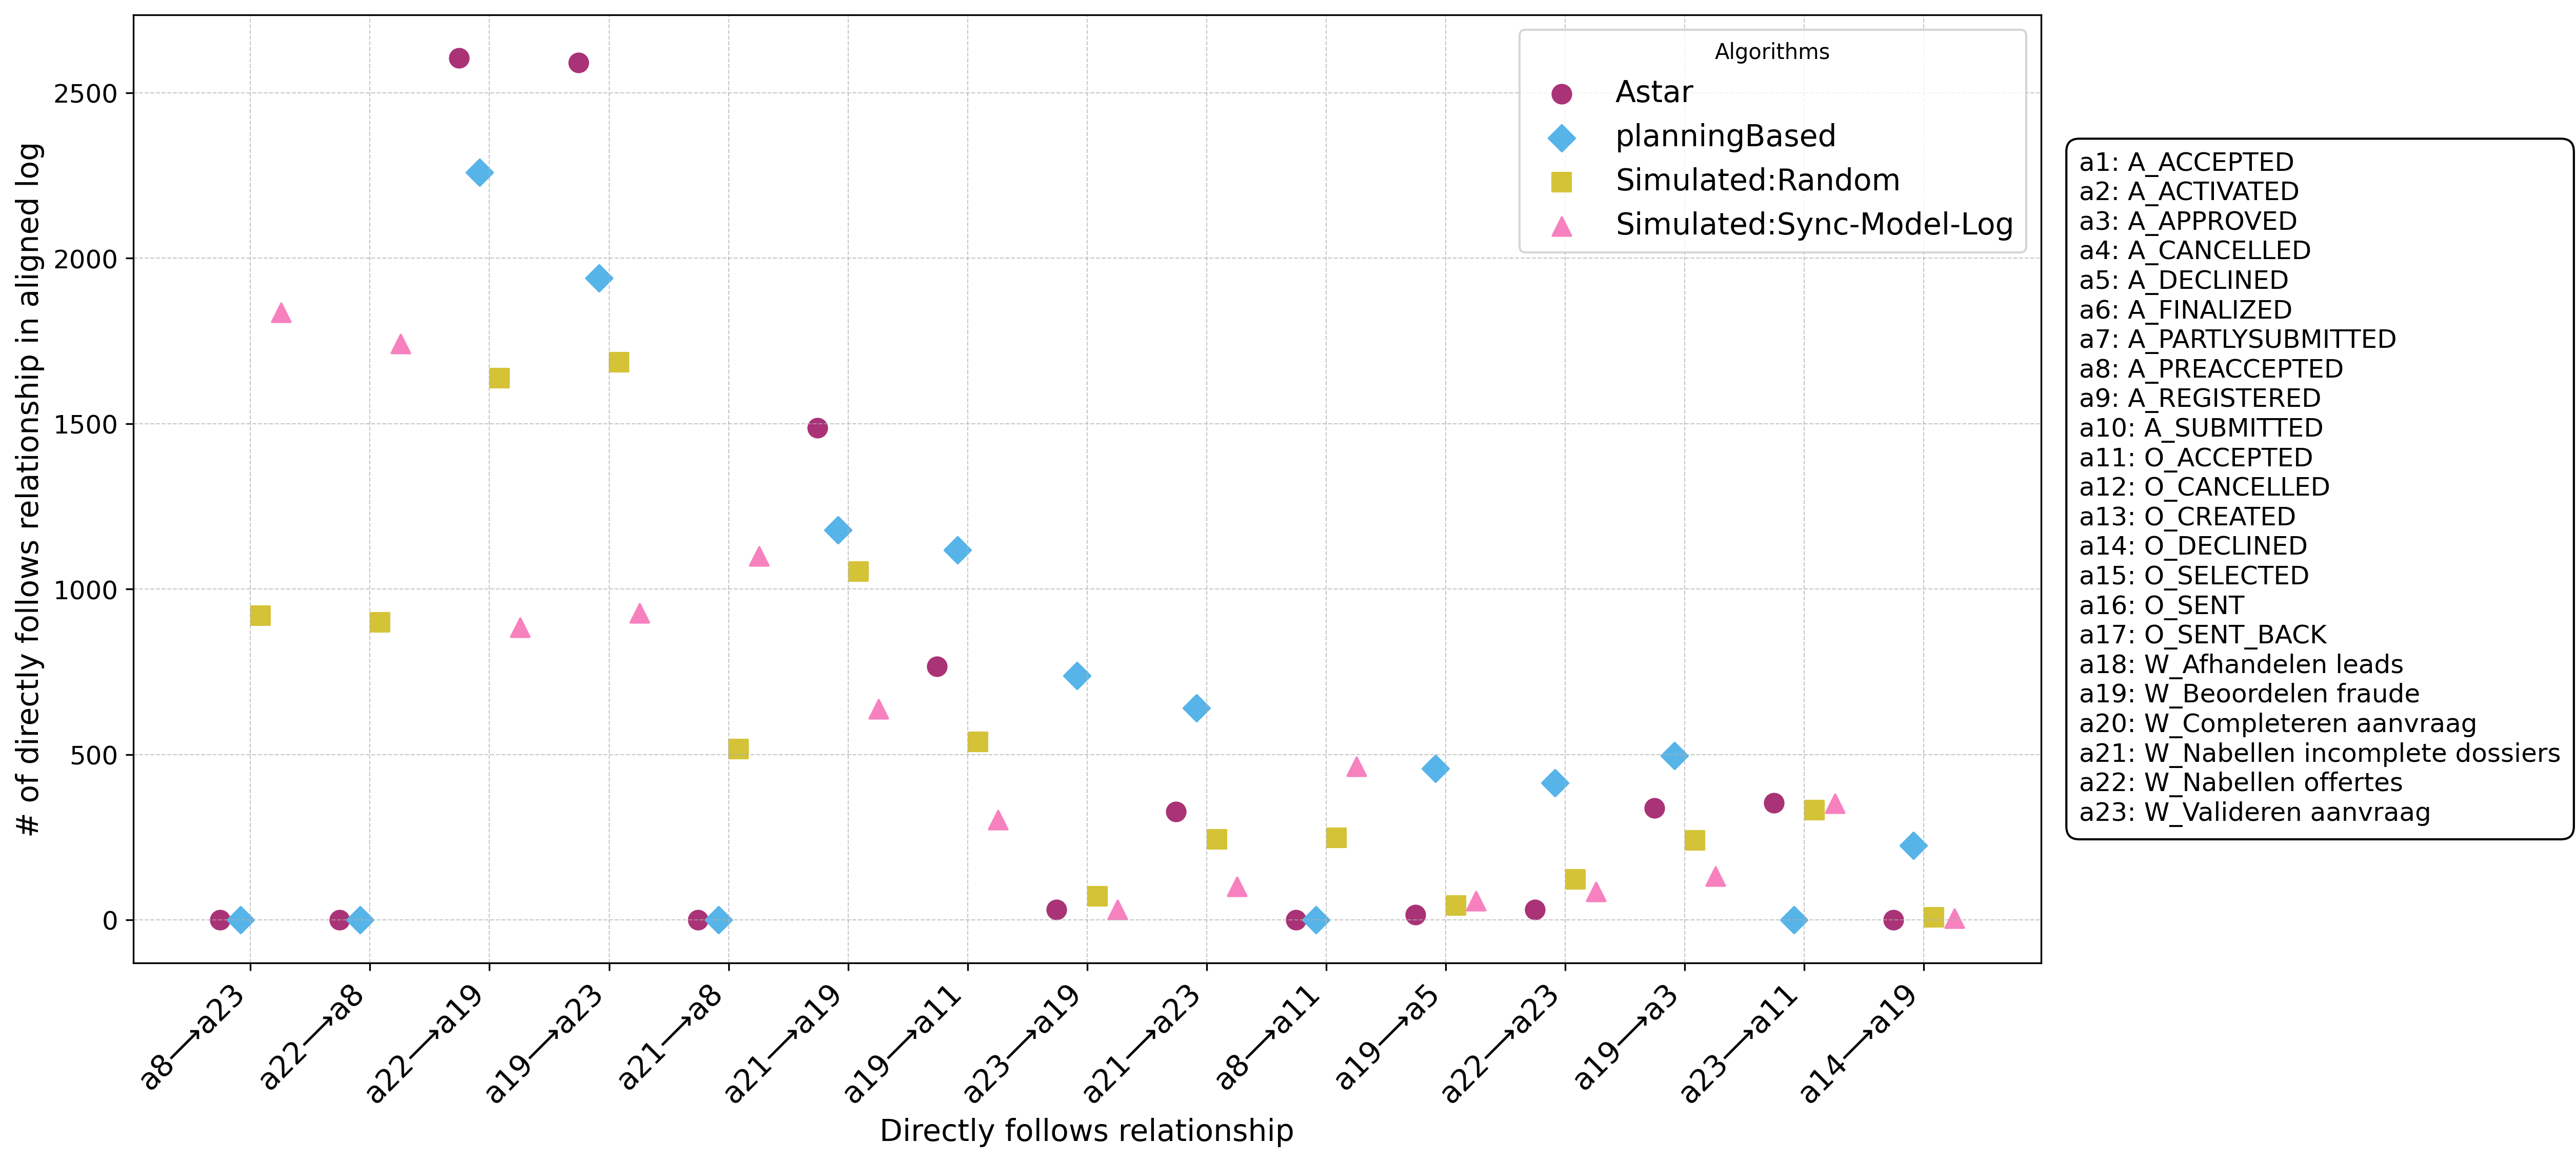 # of directly follows relationship in aligned log
2500
2000
1500
1000
500
0
Algorithms
Astar
planningBased
Simulated:Random
Simulated:Sync-Model-Log
a8→a23
a22→a8
a22→a19
a19→a23
a21→a8
a21→a19
a19→a11
a23→a19
a21→a23
a8→a11
a19→a5
a22→a23
a19→a3
a23→a11
a14→a19
Directly follows relationship
a1: A_ACCEPTED
a2: A_ACTIVATED
a3: A_APPROVED
a4: A_CANCELLED
a5: A_DECLINED
a6: A_FINALIZED
a7: A_PARTLYSUBMITTED
a8: A_PREACCEPTED
a9: A_REGISTERED
a10: A_SUBMITTED
a11: O_ACCEPTED
a12: O_CANCELLED
a13: O_CREATED
a14: O_DECLINED
a15: O_SELECTED
a16: O_SENT
a17: O_SENT_BACK
a18: W_Afhandelen leads
a19: W_Beoordelen fraude
a20: W_Completeren aanvraag
a21: W_Nabellen incomplete dossiers
a22: W_Nabellen offertes
a23: W_Valideren aanvraag